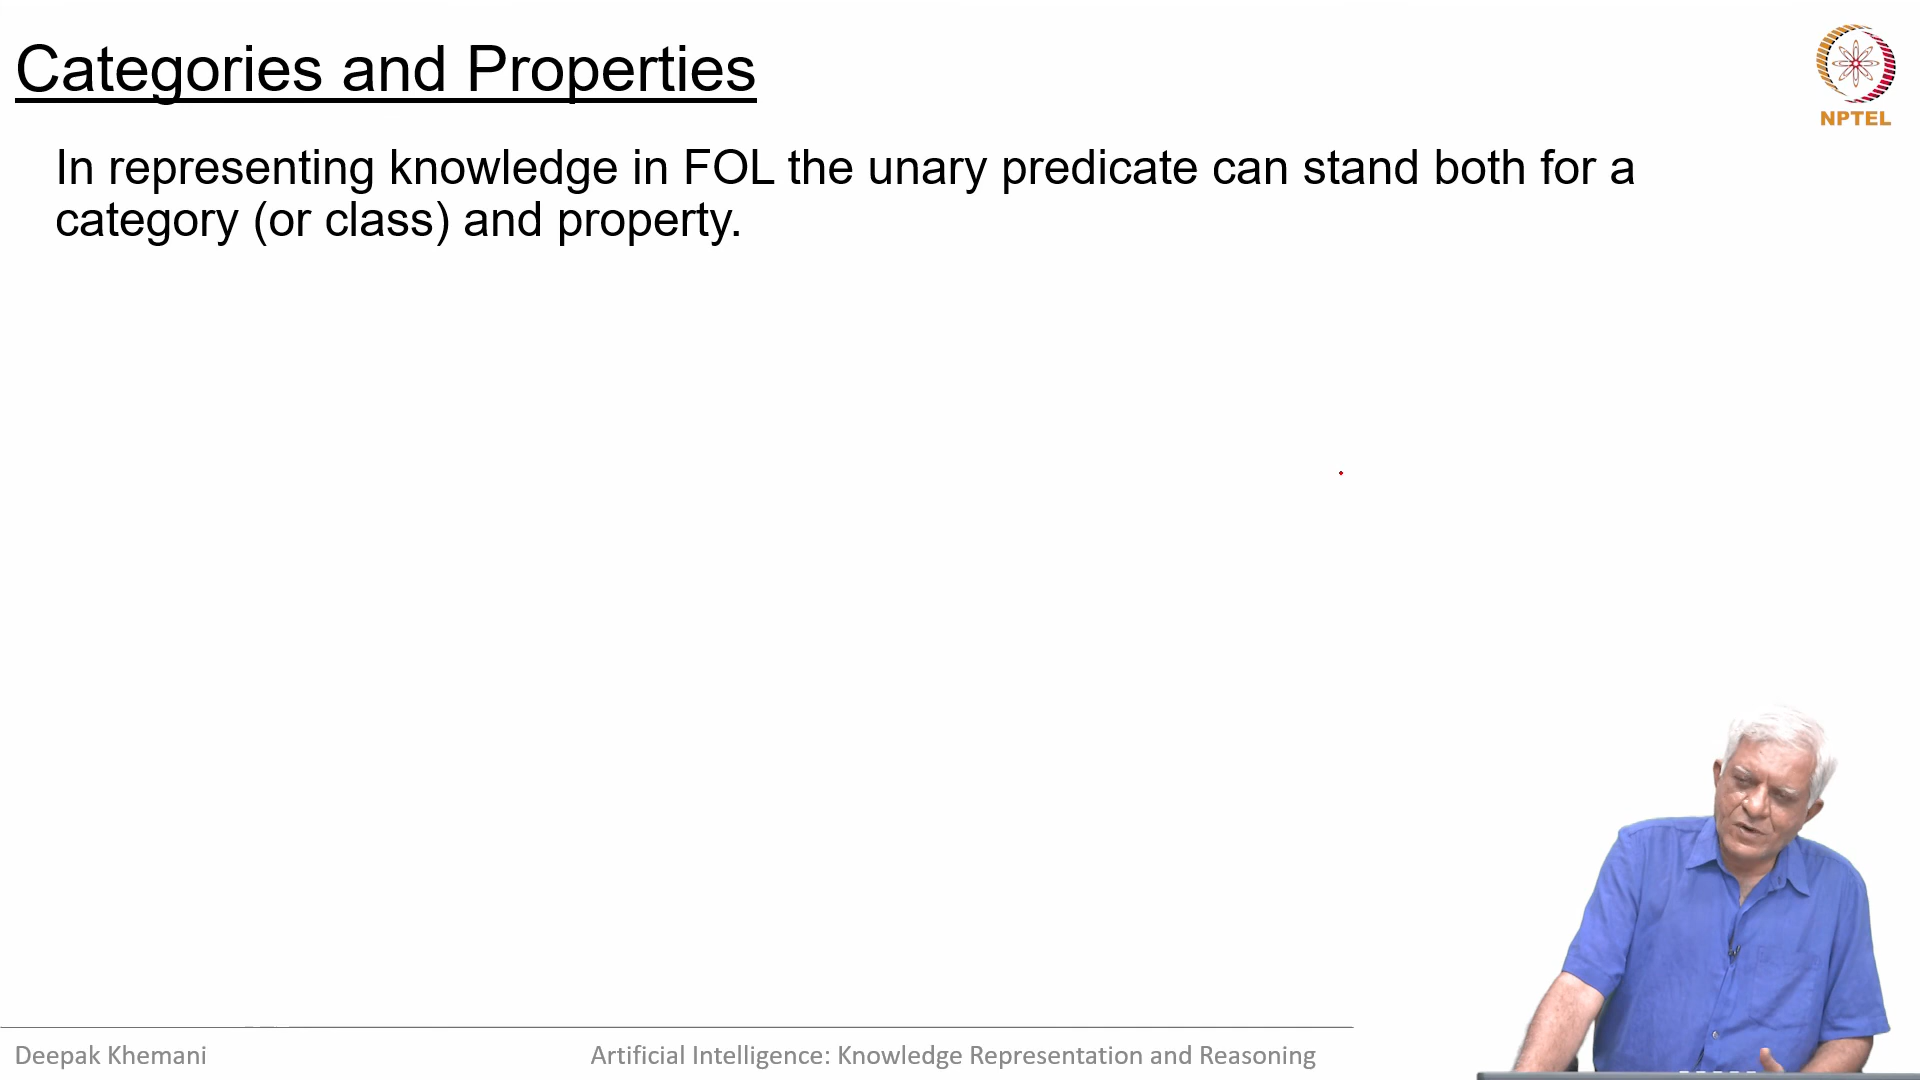 Categories and Properties
NPTEL
In representing knowledge in FOL the unary predicate can stand both for a
category (or class) and property.
Deepak Khemani
Artificial Intelligence: Knowledge Representation and Reasoning